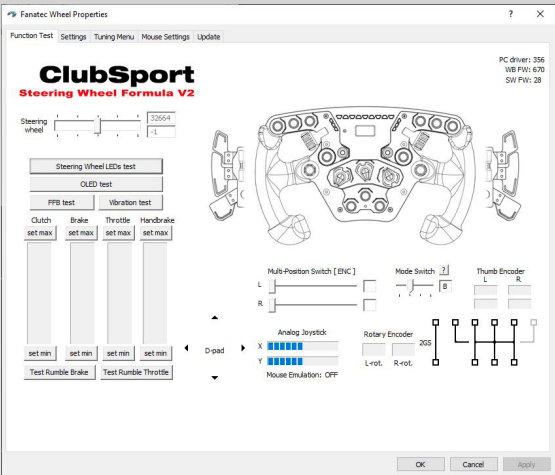 Fanatec Wheel Properties
? X
Function Test Settings Tuning Menu Mouse Settings Update
PC driver: 356
WB FW: 670
SW FW: 28
ClubSport
Steering Wheel Formula V2
Steering wheel
32664
-1
Steering Wheel LEDs test
OLED test
FFB test Vibration test
Clutch Brake Throttle Handbrake
set max set max set max set max
set min set min set min set min
Test Rumble Brake Test Rumble Throttle
D-pad
Multi-Position Switch [ ENC ]
L
R
Mode Switch ?
B
Thumb Encoder
L R
Analog Joystick
X
Y
Mouse Emulation: OFF
Rotary Encoder
L-rot. R-rot.
2GS
OK Cancel Apply